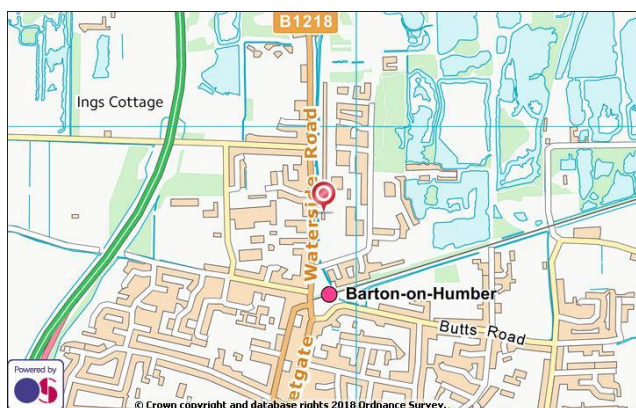 B1218
Ings Cottage
Waterside Road
Barton-on-Humber
Butts Road
etgate
Powered by
OS
© Crown copyright and database rights 2018 Ordnance Survey.